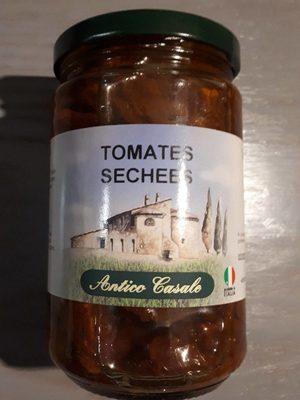 TOMATES
SECHEES
Antico Casale